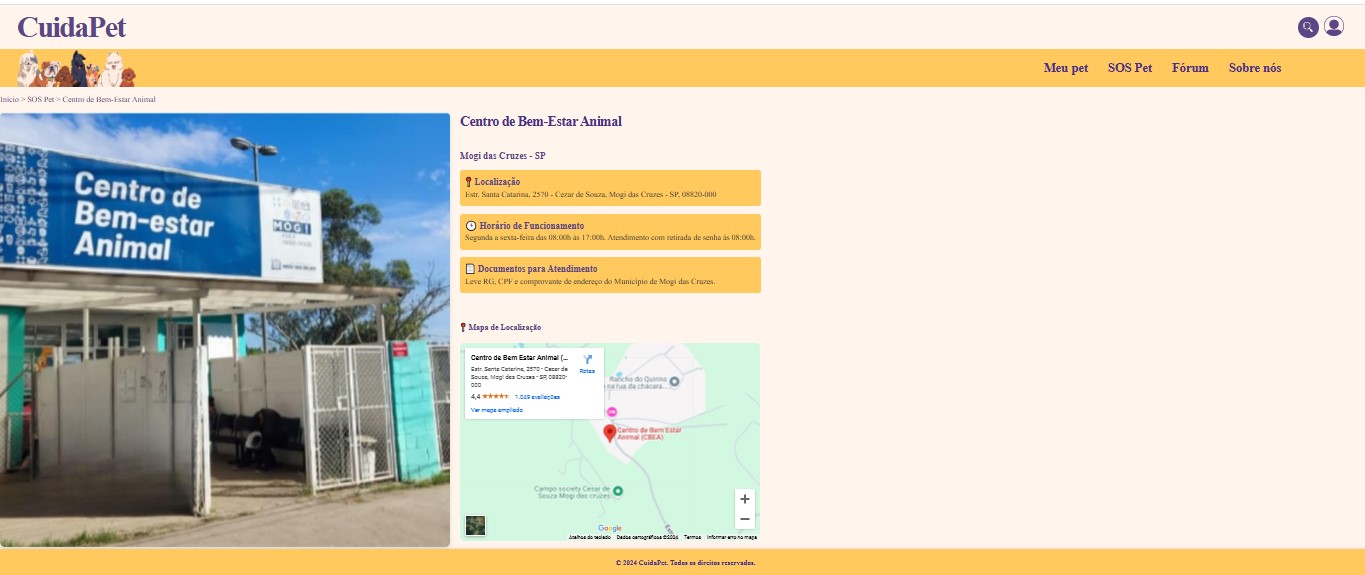 CuidaPet
Meu pet SOS Pet Fórum Sobre nós
Início > SOS Pet > Centro de Bem-Estar Animal
Centro de
Bem-estar
Animal
MOGI
Centro de Bem-Estar Animal
Mogi das Cruzes - SP
Localização
Estr. Santa Catarina, 2570 - Cezar de Souza, Mogi das Cruzes - SP, 08820-000
Horário de Funcionamento
Segunda a sexta-feira das 08:00h às 17:00h. Atendimento com retirada de senha às 08:00h.
Documentos para Atendimento
Leve RG, CPF e comprovante de endereço do Município de Mogi das Cruzes.
Mapa de Localização
Centro de Bem Estar Animal (...
Estr. Santa Catarina, 2570 - Cezar de
Souza, Mogi das Cruzes - SP, 08820-
000
Rotas
4,4 1.049 avaliações
Ver mapa ampliado
Rancho do Quirino
na rua da chácara...
Centro de Bem Estar
Animal (CBEA)
Campo society Cesar de
Souza Mogi das cruzes
+
−
Google
Atalhos do teclado Dados cartográficos ©2024 Termos Informar erro no mapa
© 2024 CuidaPet. Todos os direitos reservados.